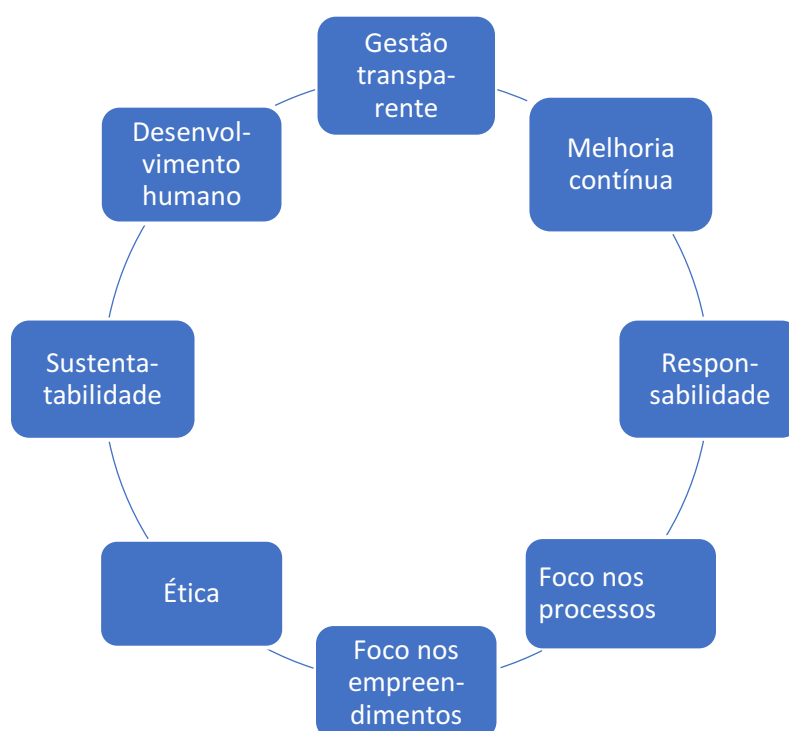 Gestão
transpa-
rente
Melhoria
contínua
Respon-
sabilidade
Foco nos
processos
Foco nos
empreen-
dimentos
Ética
Sustenta-
tabilidade
Desenvol-
vimento
humano